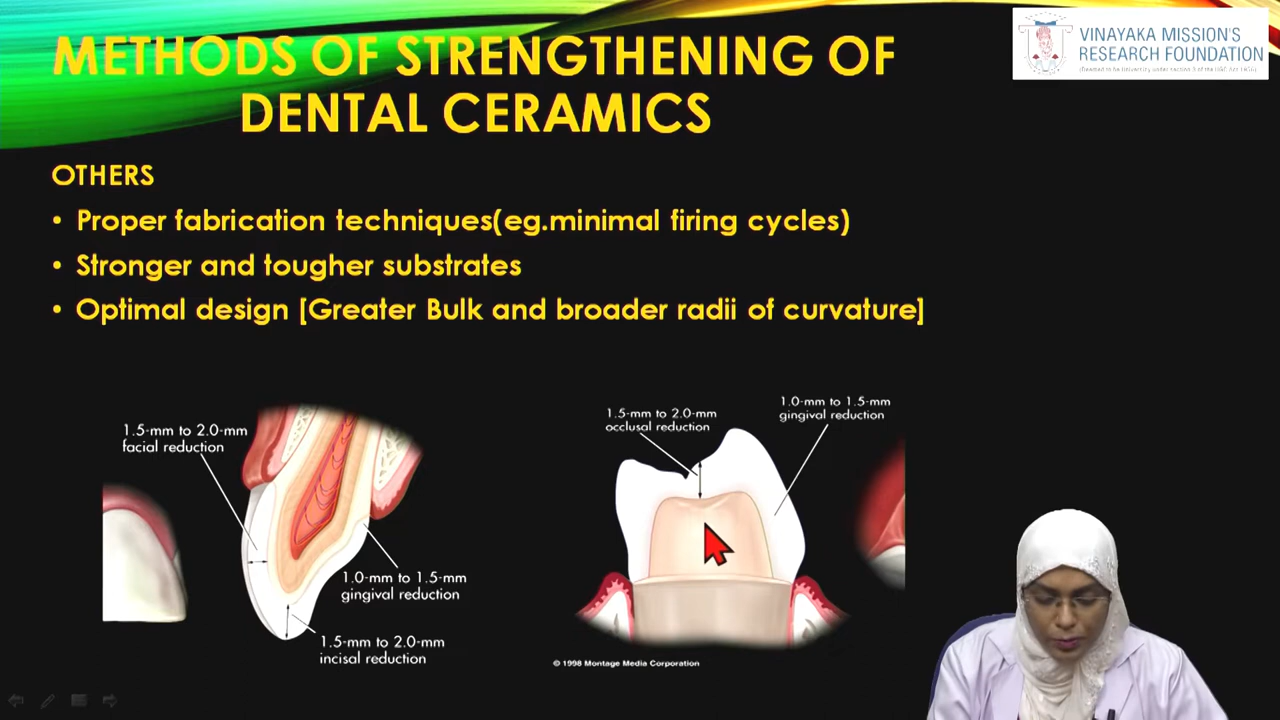 METHODS OF STRENGTHENING OF
DENTAL CERAMICS
VINAYAKA MISSION'S
RESEARCH FOUNDATION
OTHERS
• Proper fabrication techniques(eg.minimal firing cycles)
• Stronger and tougher substrates
• Optimal design [Greater Bulk and broader radii of curvature]
1.5-mm to 2.0-mm
facial reduction
1.0-mm to 1.5-mm
gingival reduction
1.5-mm to 2.0-mm
incisal reduction
1.5-mm to 2.0-mm
occlusal reduction
1.0-mm to 1.5-mm
gingival reduction
© 1998 Montage Media Corporation